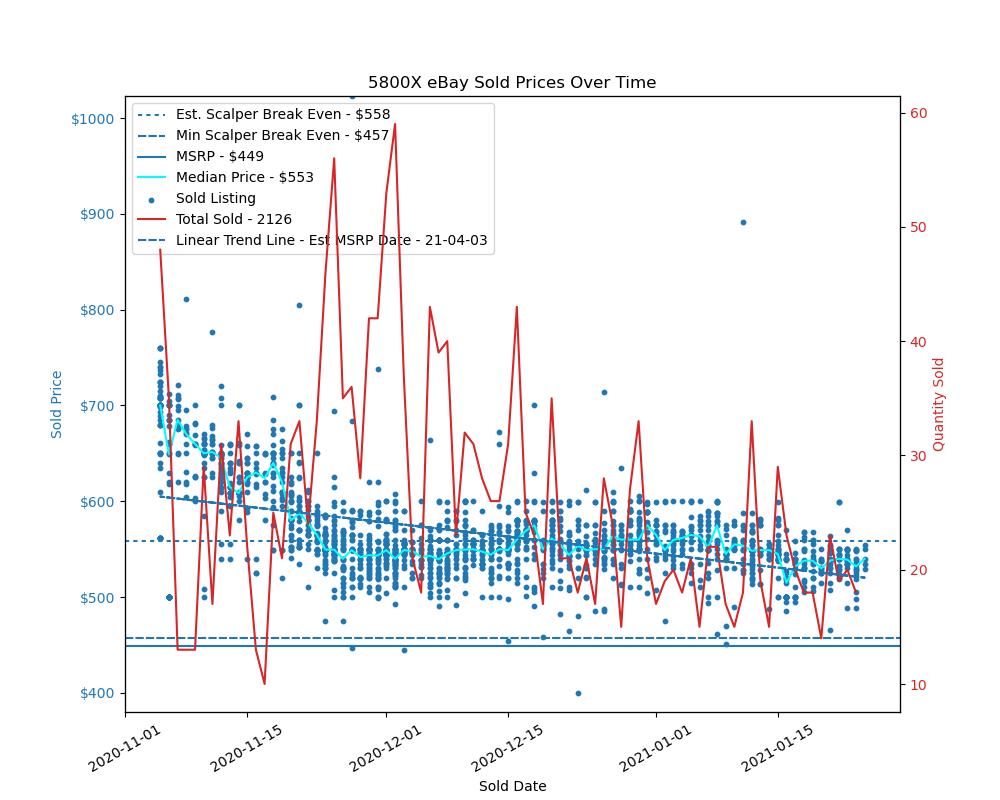 5800X eBay Sold Prices Over Time
Est. Scalper Break Even - $558
Min Scalper Break Even - $457
MSRP - $449
Median Price - $553
Sold Listing
Total Sold - 2126
Linear Trend Line - Est MSRP Date - 21-04-03
$1000
$900
$800
$700
$600
$500
$400
Sold Price
60
50
40
30
20
10
Quantity Sold
2020-11-01
2020-11-15
2020-12-01
2020-12-15
2021-01-01
2021-01-15
Sold Date